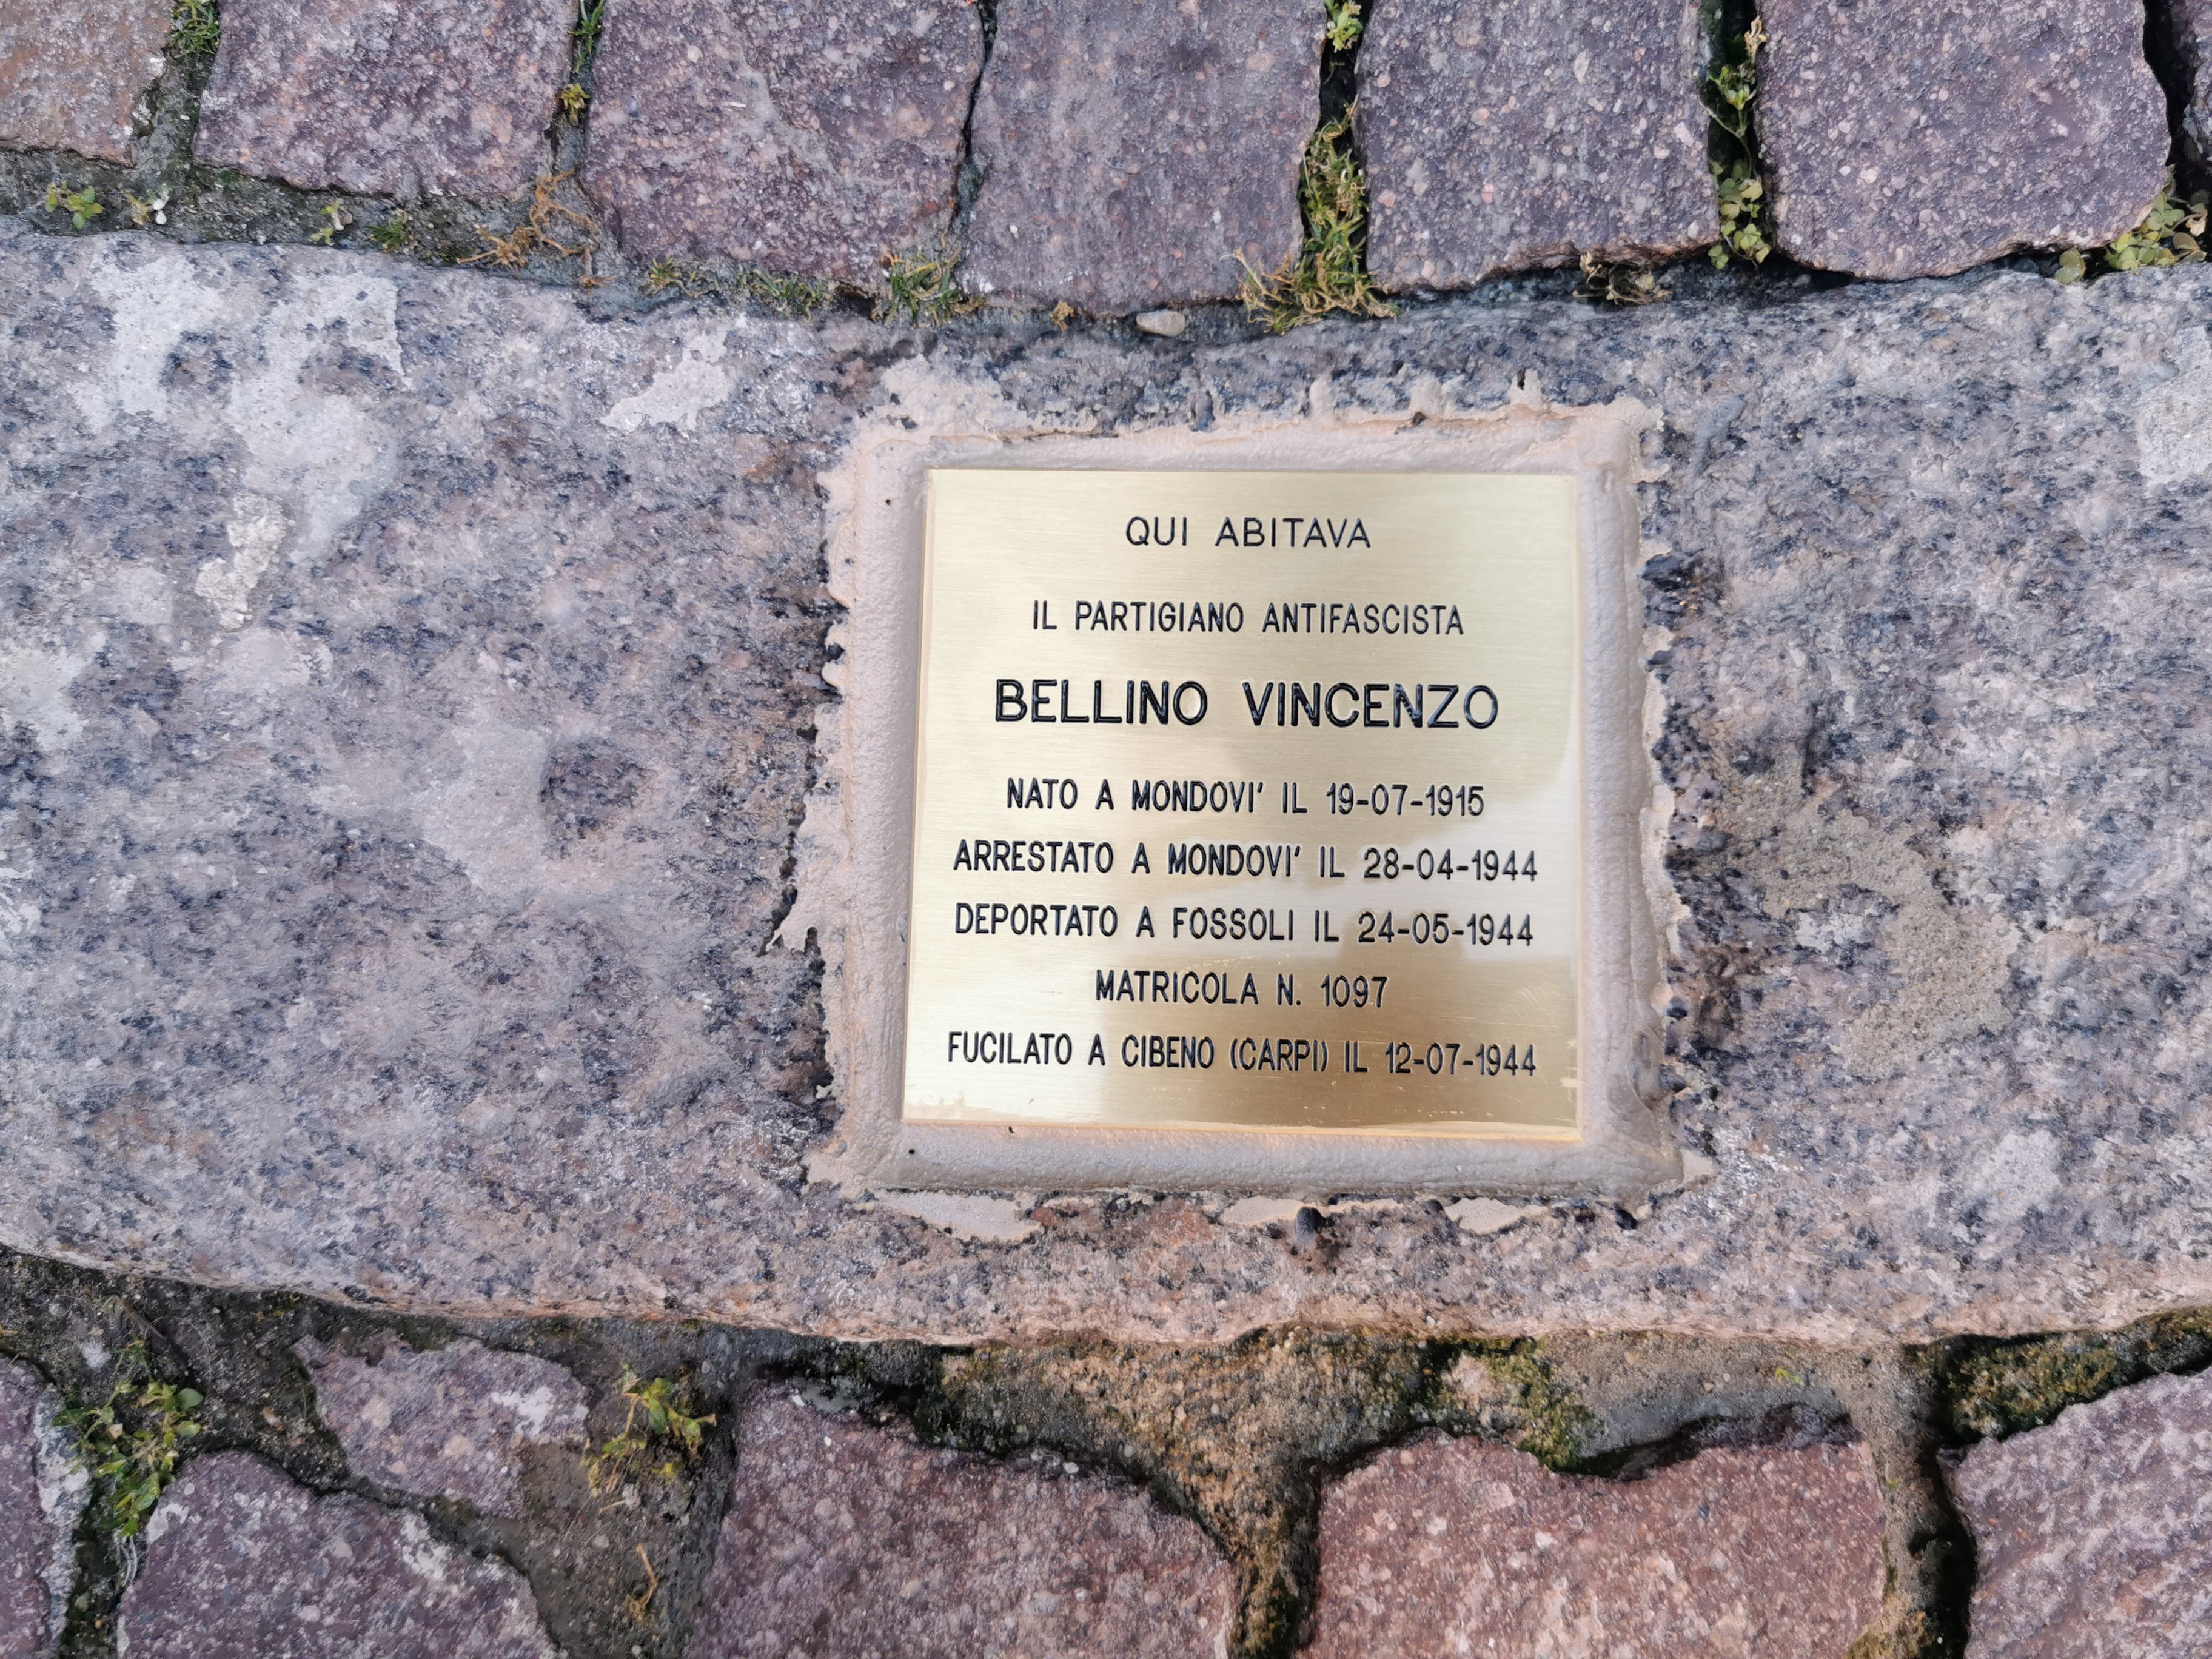 QUI ABITAVA
IL PARTIGIANO ANTIFASCISTA
BELLINO VINCENZO
NATO A MONDOVI' IL 19-07-1915
ARRESTATO A MONDOVI' IL 28-04-1944
DEPORTATO A FOSSOLI IL 24-05-1944
MATRICOLA N. 1097
FUCILATO A CIBENO (CARPI) IL 12-07-1944